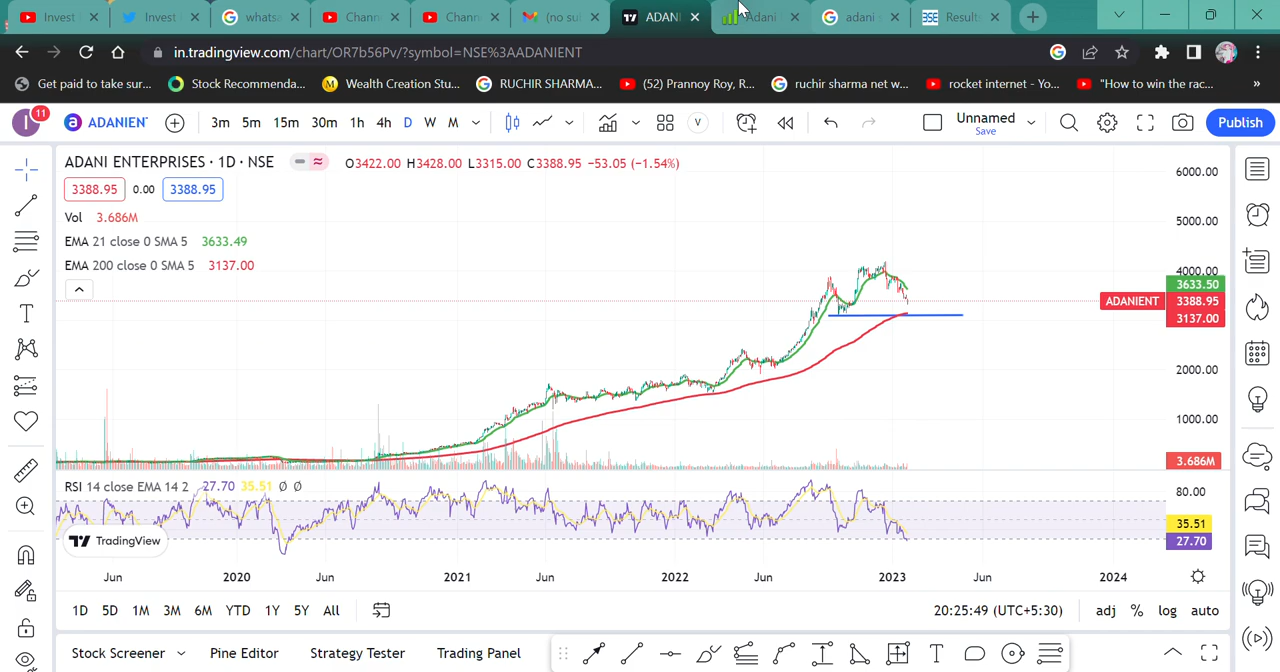 Invest
Invest
whats
Chann
Chann
(no su
ADANI
Adani
adani s
Result
in.tradingview.com/chart/OR7b56Pv/?symbol=NSE%3AADANIENT
Get paid to take sur...
Stock Recommenda...
Wealth Creation Stu...
RUCHIR SHARMA...
(52) Prannoy Roy, R...
ruchir sharma net w...
rocket internet - Yo...
"How to win the rac...
»
I
11
ADANIENT
3m 5m 15m 30m 1h 4h D W M
V
Unnamed
Save
Publish
ADANI ENTERPRISES · 1D · NSE
O3422.00 H3428.00 L3315.00 C3388.95 −53.05 (−1.54%)
3388.95 0.00 3388.95
Vol 3.686M
EMA 21 close 0 SMA 5 3633.49
EMA 200 close 0 SMA 5 3137.00
6000.00
5000.00
4000.00
3633.50
ADANIENT 3388.95
3137.00
2000.00
1000.00
3.686M
RSI 14 close EMA 14 2 27.70 35.51 Ø Ø
80.00
35.51
27.70
TradingView
Jun 2020 Jun 2021 Jun 2022 Jun 2023 Jun 2024
1D 5D 1M 3M 6M YTD 1Y 5Y All
20:25:49 (UTC+5:30)
adj % log auto
Stock Screener
Pine Editor
Strategy Tester
Trading Panel